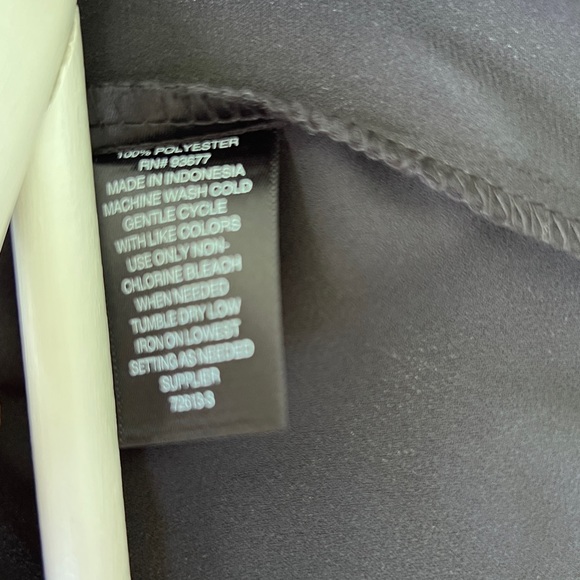 100% POLYESTER
RN# 93677
MADE IN INDONESIA
MACHINE WASH COLD
GENTLE CYCLE
WITH LIKE COLORS
USE ONLY NON-
CHLORINE BLEACH
WHEN NEEDED
TUMBLE DRY LOW
IRON ON LOWEST
SETTING AS NEEDED
SUPPLIER
72613-S